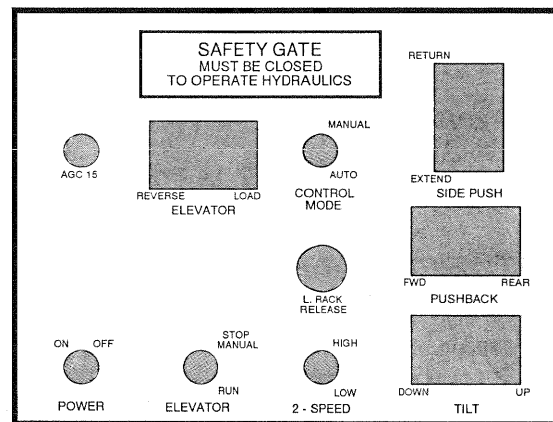 SAFETY GATE
MUST BE CLOSED
TO OPERATE HYDRAULICS
RETURN
EXTEND
SIDE PUSH
AGC 15
REVERSE LOAD
ELEVATOR
MANUAL
AUTO
CONTROL
MODE
L. RACK
RELEASE
FWD REAR
PUSHBACK
ON OFF
POWER
STOP
MANUAL
RUN
ELEVATOR
HIGH
LOW
2 - SPEED
DOWN UP
TILT